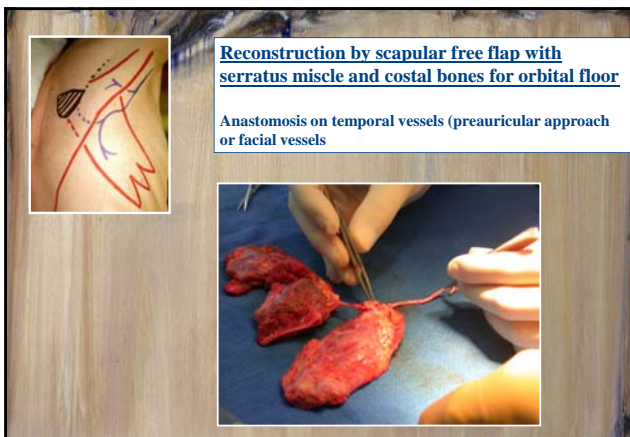 Reconstruction by scapular free flap with
serratus miscle and costal bones for orbital floor
Anastomosis on temporal vessels (preauricular approach
or facial vessels